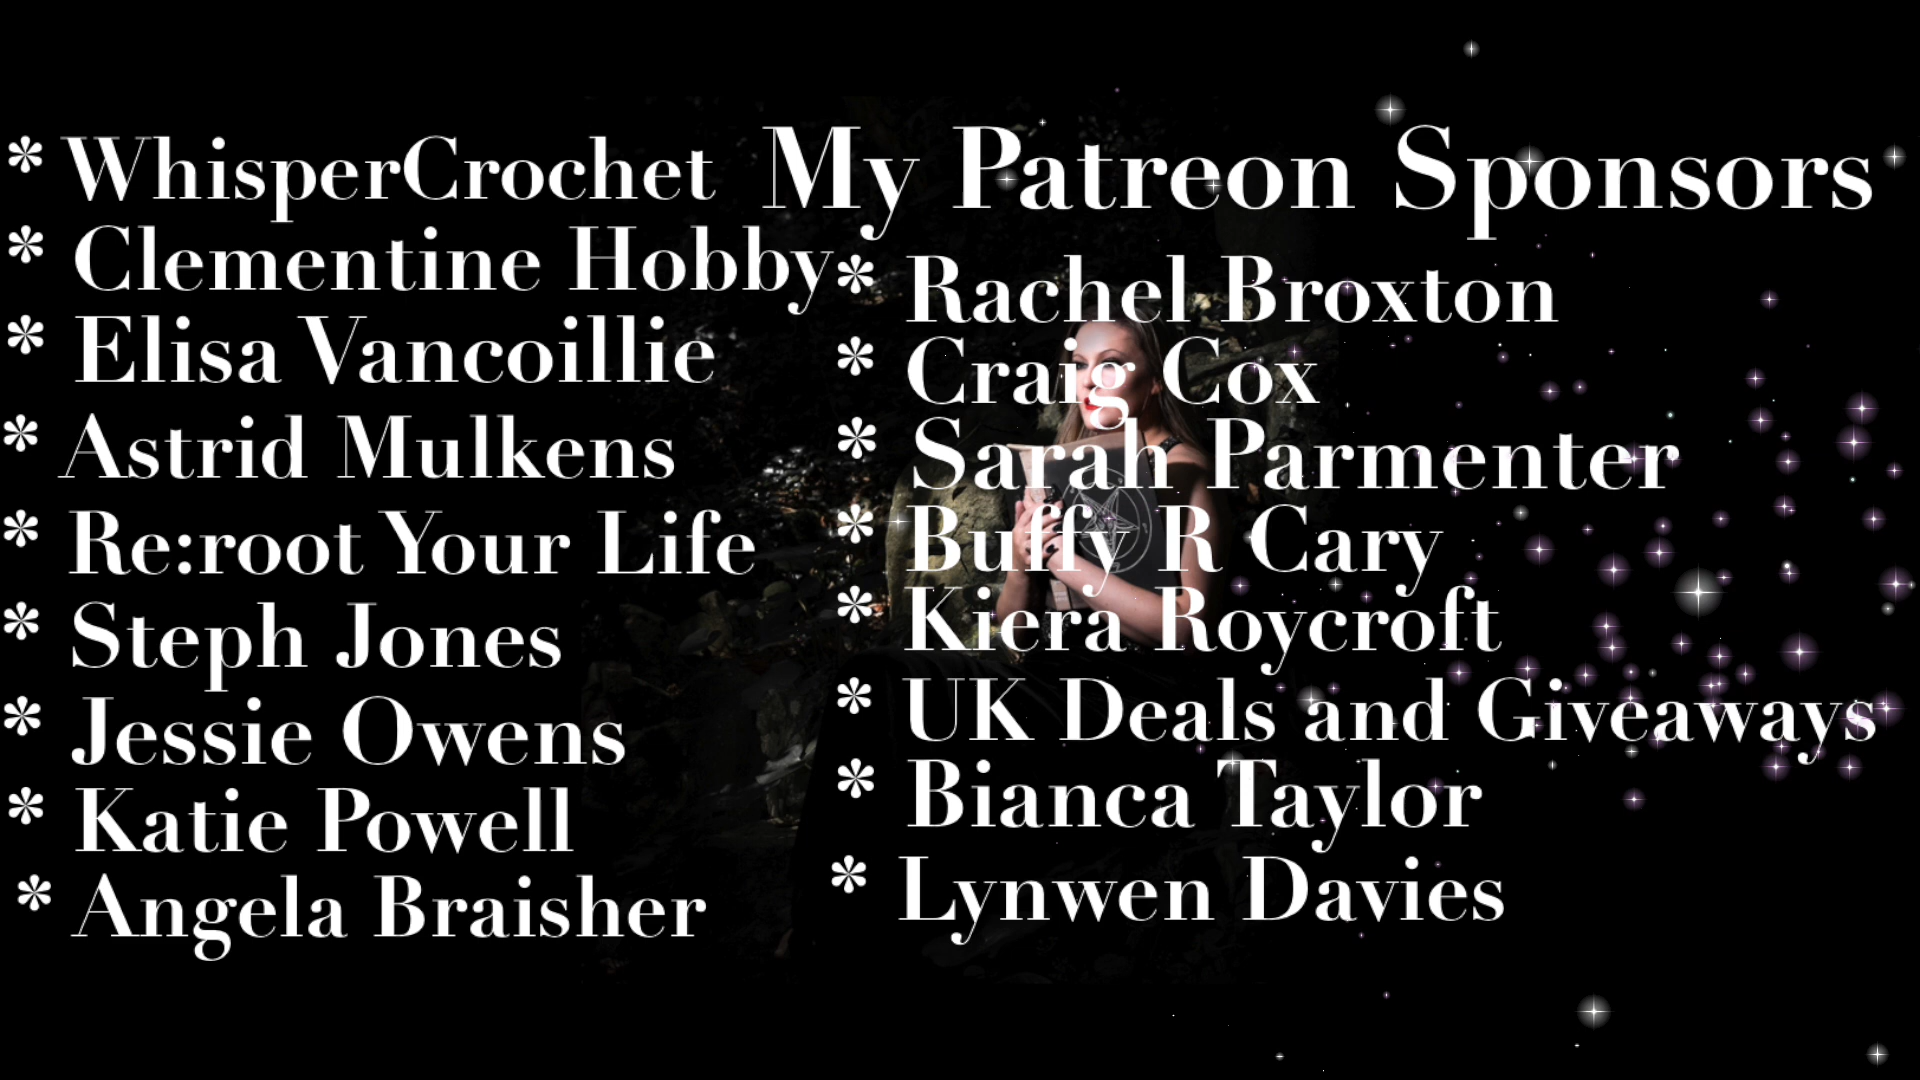 My Patreon Sponsors
* WhisperCrochet
* Clementine Hobby
* Elisa Vancoillie
* Astrid Mulkens
* Re:root Your Life
* Steph Jones
* Jessie Owens
* Katie Powell
* Angela Braisher
* Rachel Broxton
* Craig Cox
* Sarah Parmenter
* Buffy R Cary
* Kiera Roycroft
* UK Deals and Giveaways
* Bianca Taylor
* Lynwen Davies